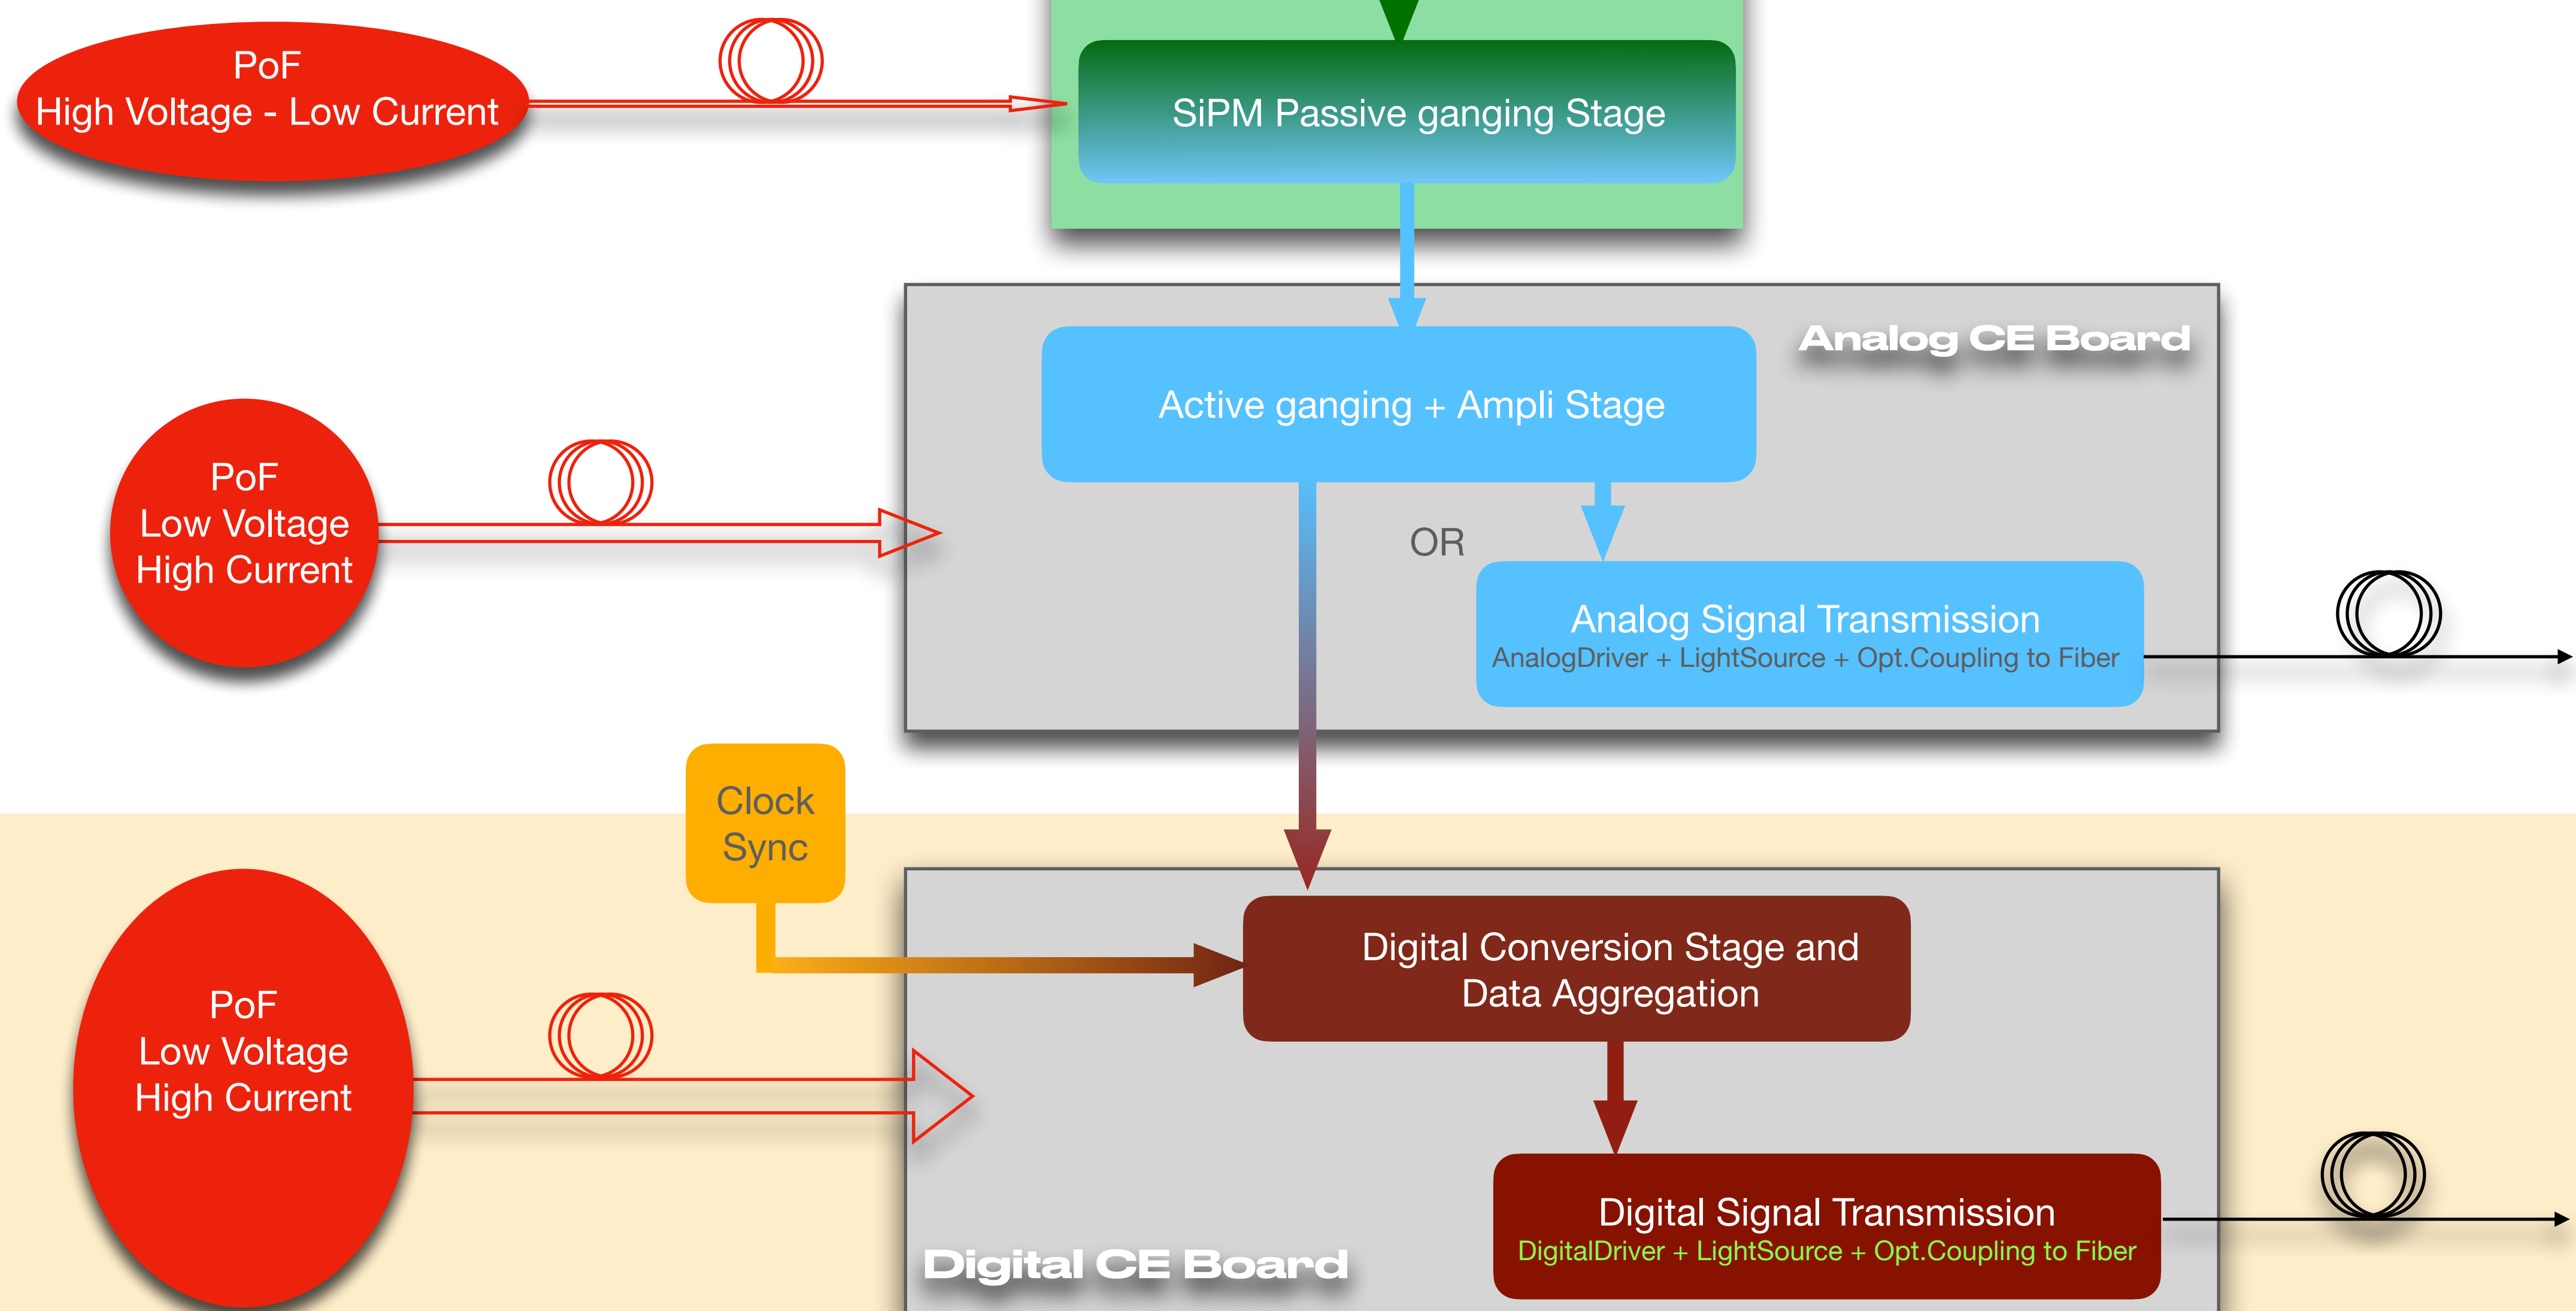 PoF
High Voltage - Low Current
SiPM Passive ganging Stage
Analog CE Board
Active ganging + Ampli Stage
PoF
Low Voltage
High Current
OR
Analog Signal Transmission
AnalogDriver + LightSource + Opt.Coupling to Fiber
Clock
Sync
Digital Conversion Stage and
Data Aggregation
PoF
Low Voltage
High Current
Digital Signal Transmission
DigitalDriver + LightSource + Opt.Coupling to Fiber
Digital CE Board